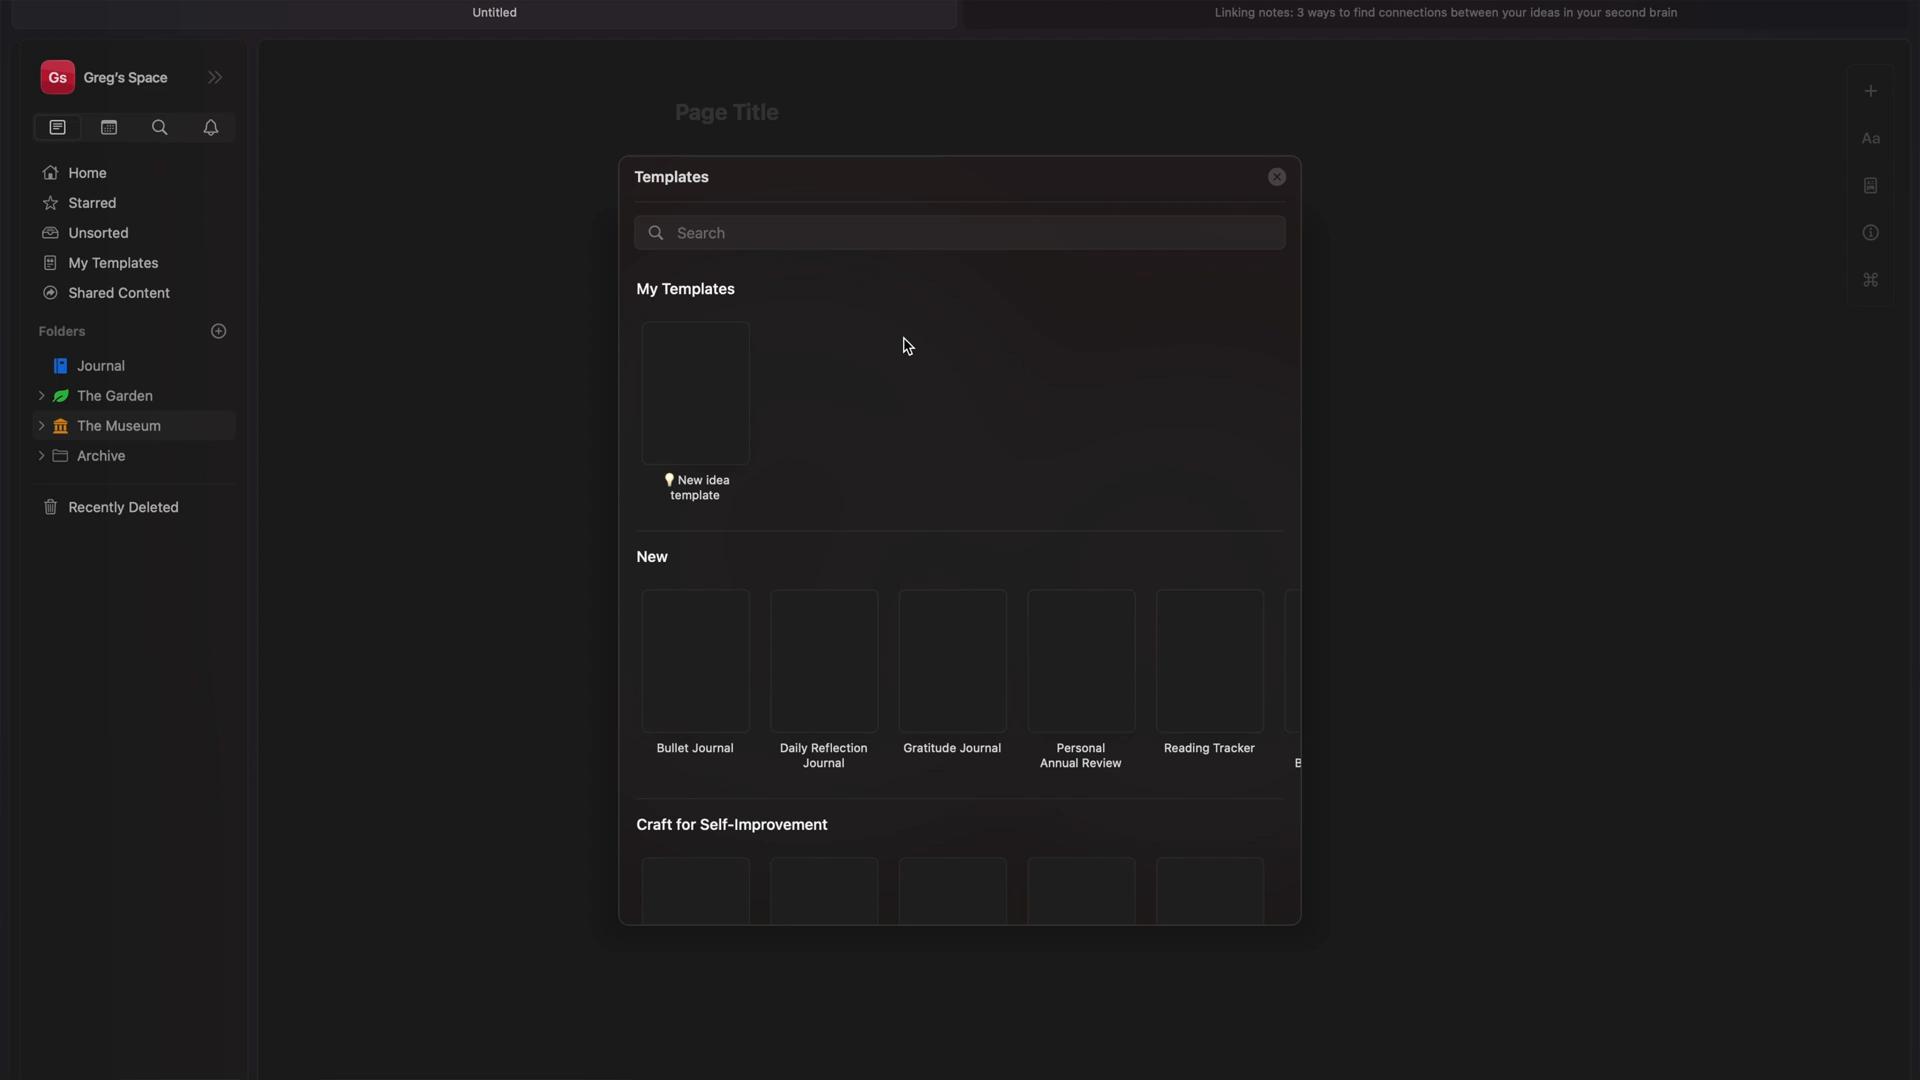 Untitled
Linking notes: 3 ways to find connections between your ideas in your second brain
Gs
Greg's Space
Home
Starred
Unsorted
My Templates
Shared Content
Folders
Journal
The Garden
The Museum
Archive
Recently Deleted
Page Title
Aa
Templates
Search
My Templates
💡 New idea
template
New
Bullet Journal
Daily Reflection
Journal
Gratitude Journal
Personal
Annual Review
Reading Tracker
B
Craft for Self-Improvement